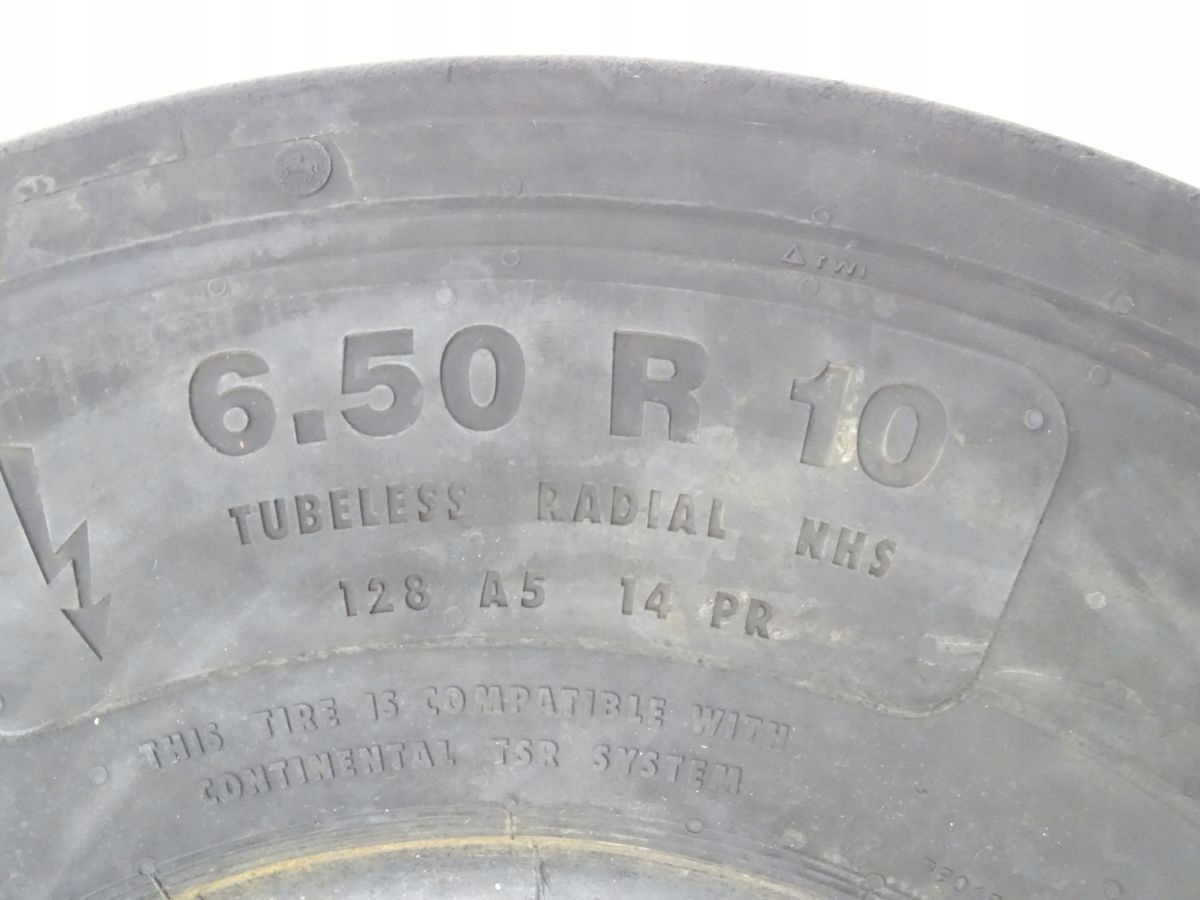 △TWI
6.50 R 10
TUBELESS RADIAL NHS
128 A5 14 PR
THIS TIRE IS COMPATIBLE WITH
CONTINENTAL TSR SYSTEM